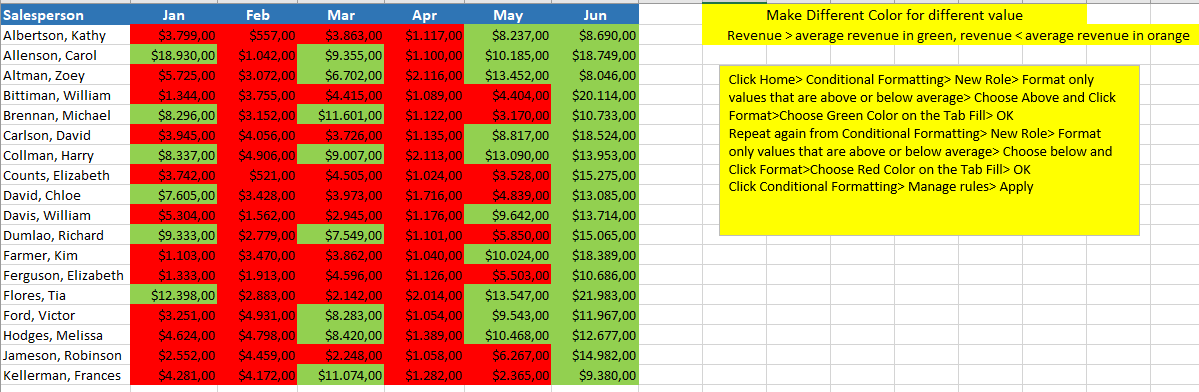 Salesperson Jan Feb Mar Apr May Jun
Albertson, Kathy $3.799,00 $557,00 $3.863,00 $1.117,00 $8.237,00 $8.690,00
Allenson, Carol $18.930,00 $1.042,00 $9.355,00 $1.100,00 $10.185,00 $18.749,00
Altman, Zoey $5.725,00 $3.072,00 $6.702,00 $2.116,00 $13.452,00 $8.046,00
Bittiman, William $1.344,00 $3.755,00 $4.415,00 $1.089,00 $4.404,00 $20.114,00
Brennan, Michael $8.296,00 $3.152,00 $11.601,00 $1.122,00 $3.170,00 $10.733,00
Carlson, David $3.945,00 $4.056,00 $3.726,00 $1.135,00 $8.817,00 $18.524,00
Collman, Harry $8.337,00 $4.906,00 $9.007,00 $2.113,00 $13.090,00 $13.953,00
Counts, Elizabeth $3.742,00 $521,00 $4.505,00 $1.024,00 $3.528,00 $15.275,00
David, Chloe $7.605,00 $3.428,00 $3.973,00 $1.716,00 $4.839,00 $13.085,00
Davis, William $5.304,00 $1.562,00 $2.945,00 $1.176,00 $9.642,00 $13.714,00
Dumlao, Richard $9.333,00 $2.779,00 $7.549,00 $1.101,00 $5.850,00 $15.065,00
Farmer, Kim $1.103,00 $3.470,00 $3.862,00 $1.040,00 $10.024,00 $18.389,00
Ferguson, Elizabeth $1.333,00 $1.913,00 $4.596,00 $1.126,00 $5.503,00 $10.686,00
Flores, Tia $12.398,00 $2.883,00 $2.142,00 $2.014,00 $13.547,00 $21.983,00
Ford, Victor $3.251,00 $4.931,00 $8.283,00 $1.054,00 $9.543,00 $11.967,00
Hodges, Melissa $4.624,00 $4.798,00 $8.420,00 $1.389,00 $10.468,00 $12.677,00
Jameson, Robinson $2.552,00 $4.459,00 $2.248,00 $1.058,00 $6.267,00 $14.982,00
Kellerman, Frances $4.281,00 $4.172,00 $11.074,00 $1.282,00 $2.365,00 $9.380,00
Make Different Color for different value
Revenue > average revenue in green, revenue < average revenue in orange
Click Home> Conditional Formatting> New Role> Format only
values that are above or below average> Choose Above and Click
Format>Choose Green Color on the Tab Fill> OK
Repeat again from Conditional Formatting> New Role> Format
only values that are above or below average> Choose below and
Click Format>Choose Red Color on the Tab Fill> OK
Click Conditional Formatting> Manage rules> Apply